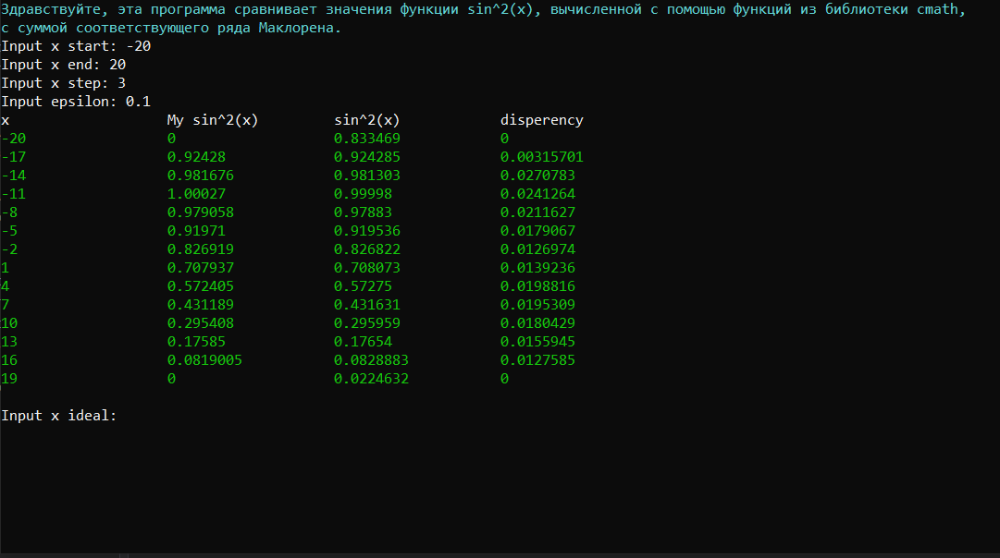 Здравствуйте, эта программа сравнивает значения функции sin^2(x), вычисленной с помощью функций из библиотеки cmath,
с суммой соответствующего ряда Маклорена.
Input x start: -20
Input x end: 20
Input x step: 3
Input epsilon: 0.1
x My sin^2(x) sin^2(x) disperency
-20 0 0.833469 0
-17 0.92428 0.924285 0.00315701
-14 0.981676 0.981303 0.0270783
-11 1.00027 0.99998 0.0241264
-8 0.979058 0.97883 0.0211627
-5 0.91971 0.919536 0.0179067
-2 0.826919 0.826822 0.0126974
1 0.707937 0.708073 0.0139236
4 0.572405 0.57275 0.0198816
7 0.431189 0.431631 0.0195309
10 0.295408 0.295959 0.0180429
13 0.17585 0.17654 0.0155945
16 0.0819005 0.0828883 0.0127585
19 0 0.0224632 0
Input x ideal: